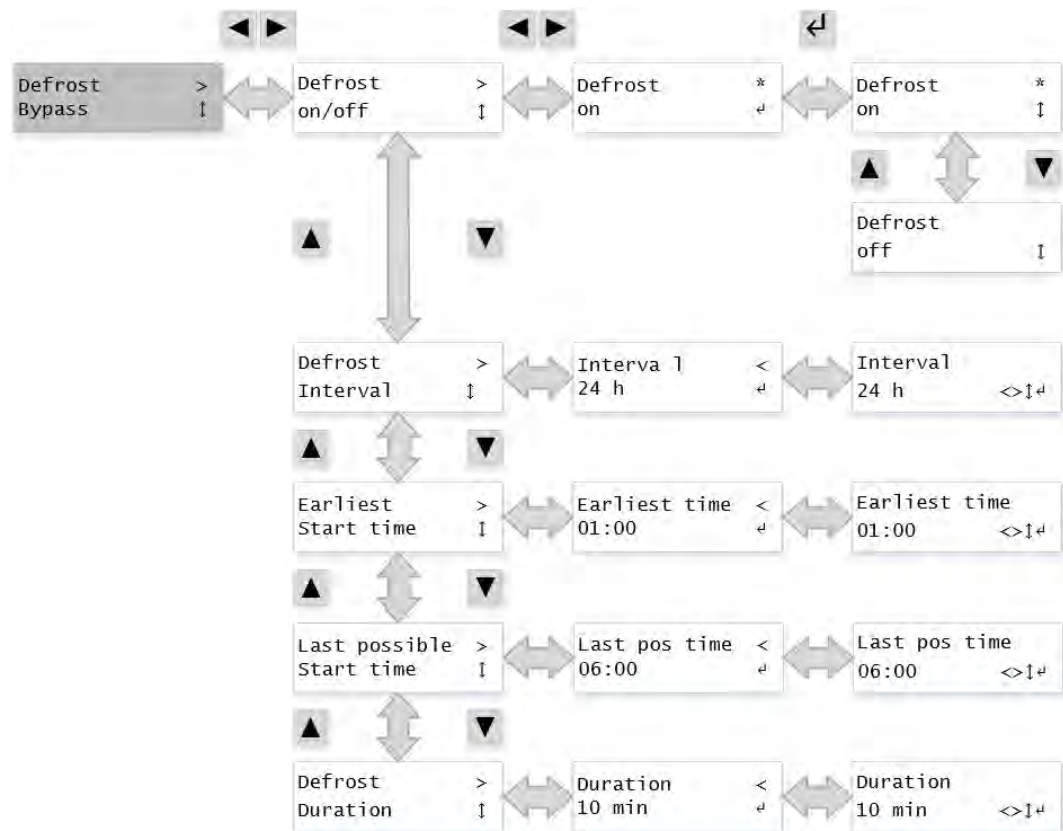 Defrost >
Bypass ↕
Defrost >
on/off ↕
Defrost *
on ↵
Defrost *
on ↕
Defrost
off ↕
Defrost >
Interval ↕
Interva l <
24 h ↵
Interval
24 h <>↕↵
Earliest >
Start time ↕
Earliest time <
01:00 ↵
Earliest time
01:00 <>↕↵
Last possible >
Start time ↕
Last pos time <
06:00 ↵
Last pos time
06:00 <>↕↵
Defrost >
Duration ↕
Duration <
10 min ↵
Duration
10 min <>↕↵